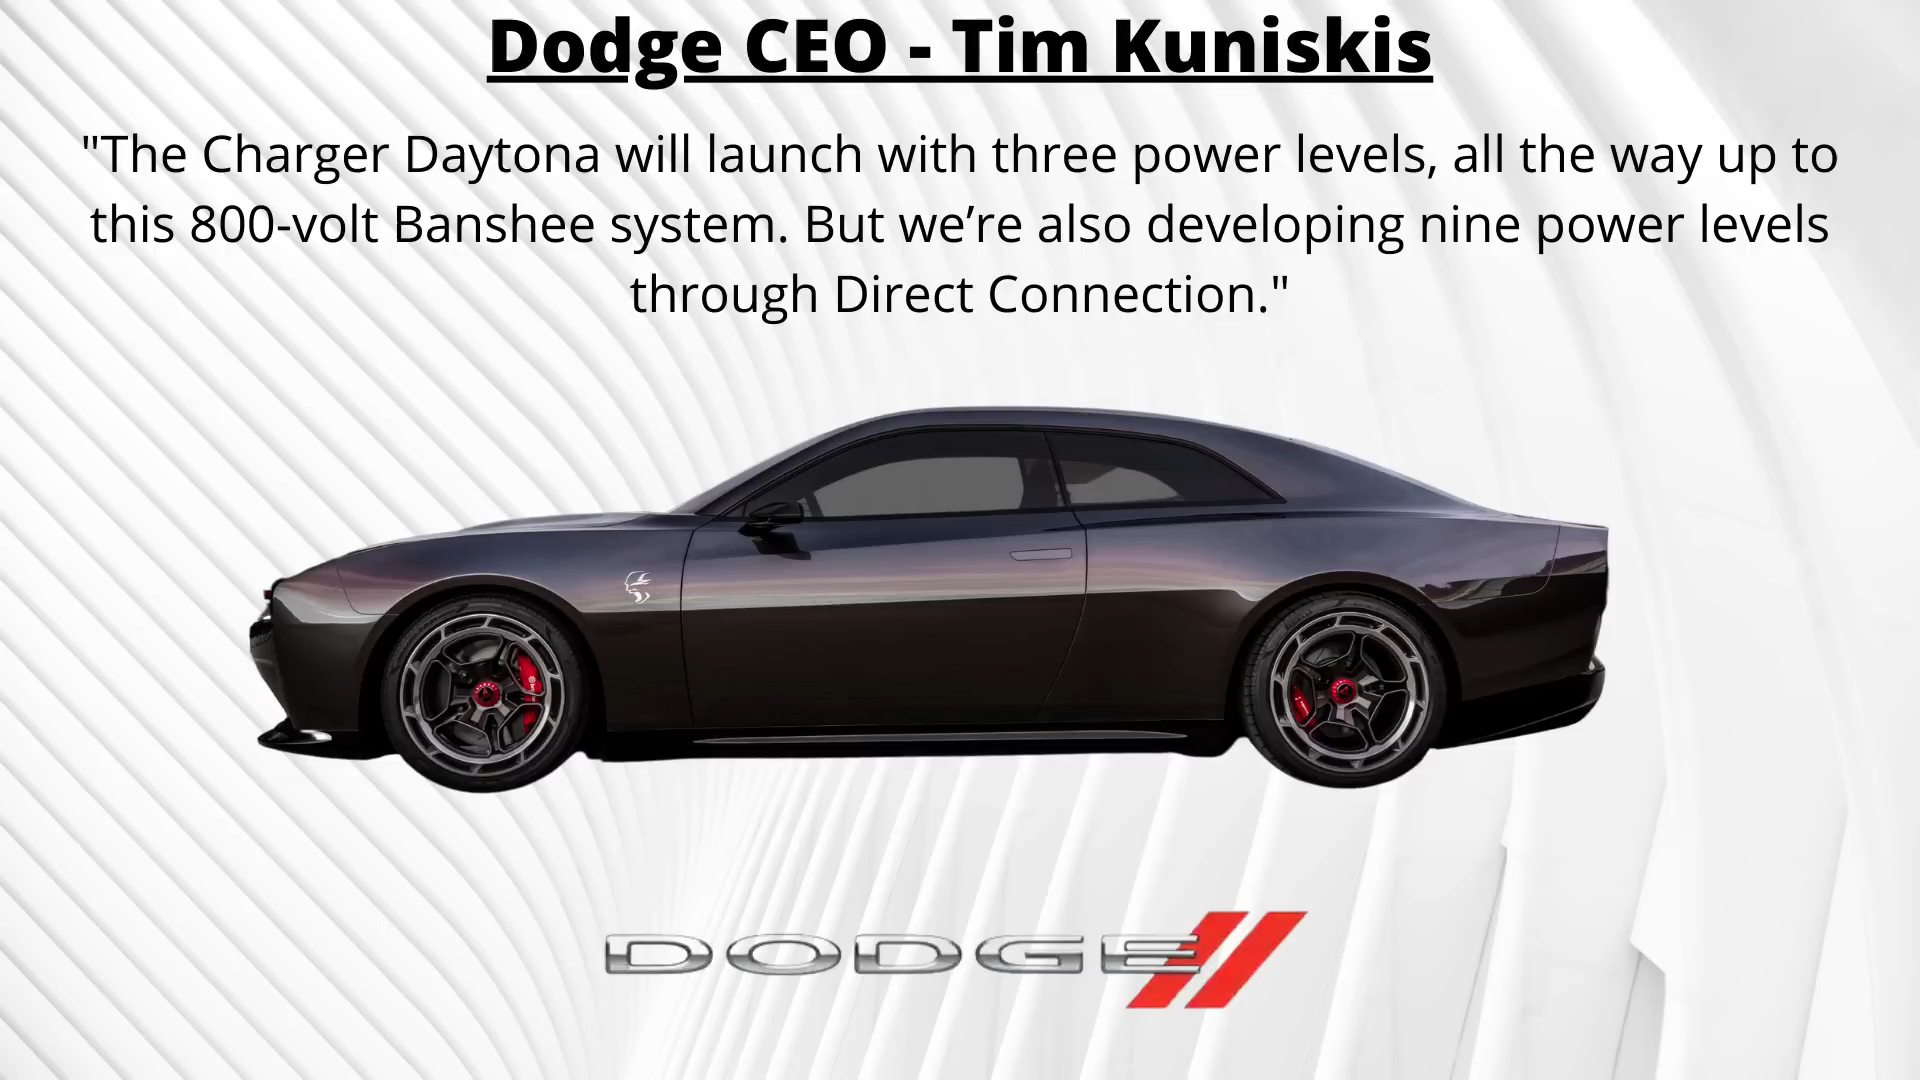 Dodge CEO - Tim Kuniskis
"The Charger Daytona will launch with three power levels, all the way up to
this 800-volt Banshee system. But we’re also developing nine power levels
through Direct Connection."
DODGE